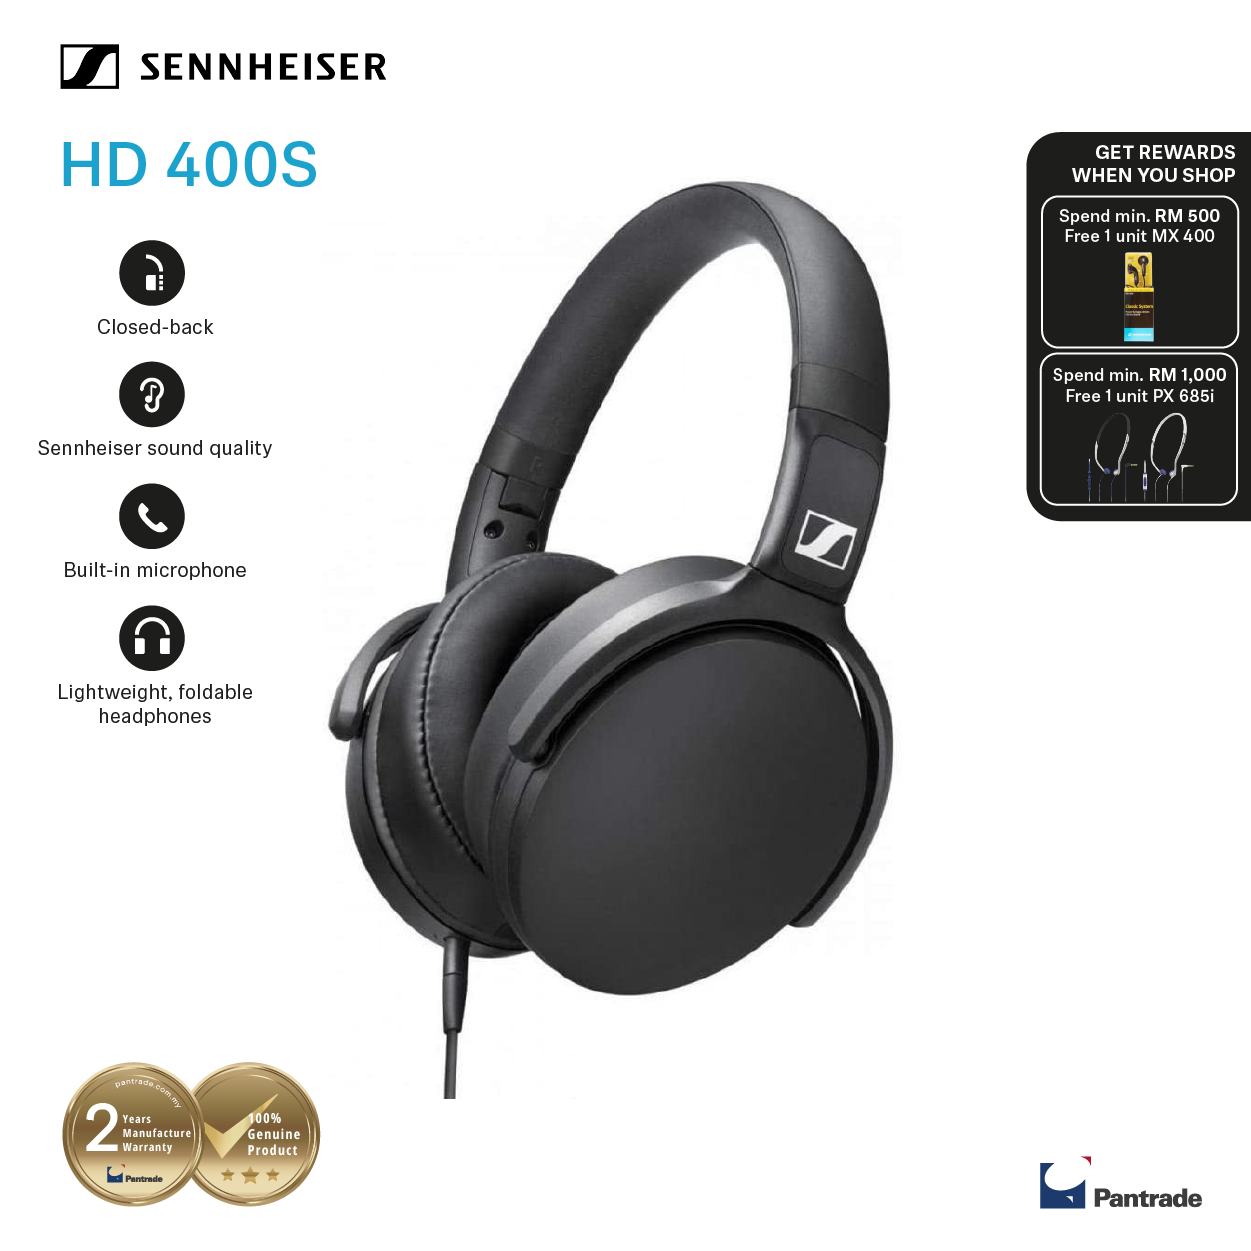 SENNHEISER
HD 400S
Closed-back
Sennheiser sound quality
Built-in microphone
Lightweight, foldable
headphones
GET REWARDS
WHEN YOU SHOP
Spend min. RM 500
Free 1 unit MX 400
Classic System
Spend min. RM 1,000
Free 1 unit PX 685i
pantrade.com.my
2 Years
Manufacture
Warranty
Pantrade
100%
Genuine
Product
Pantrade